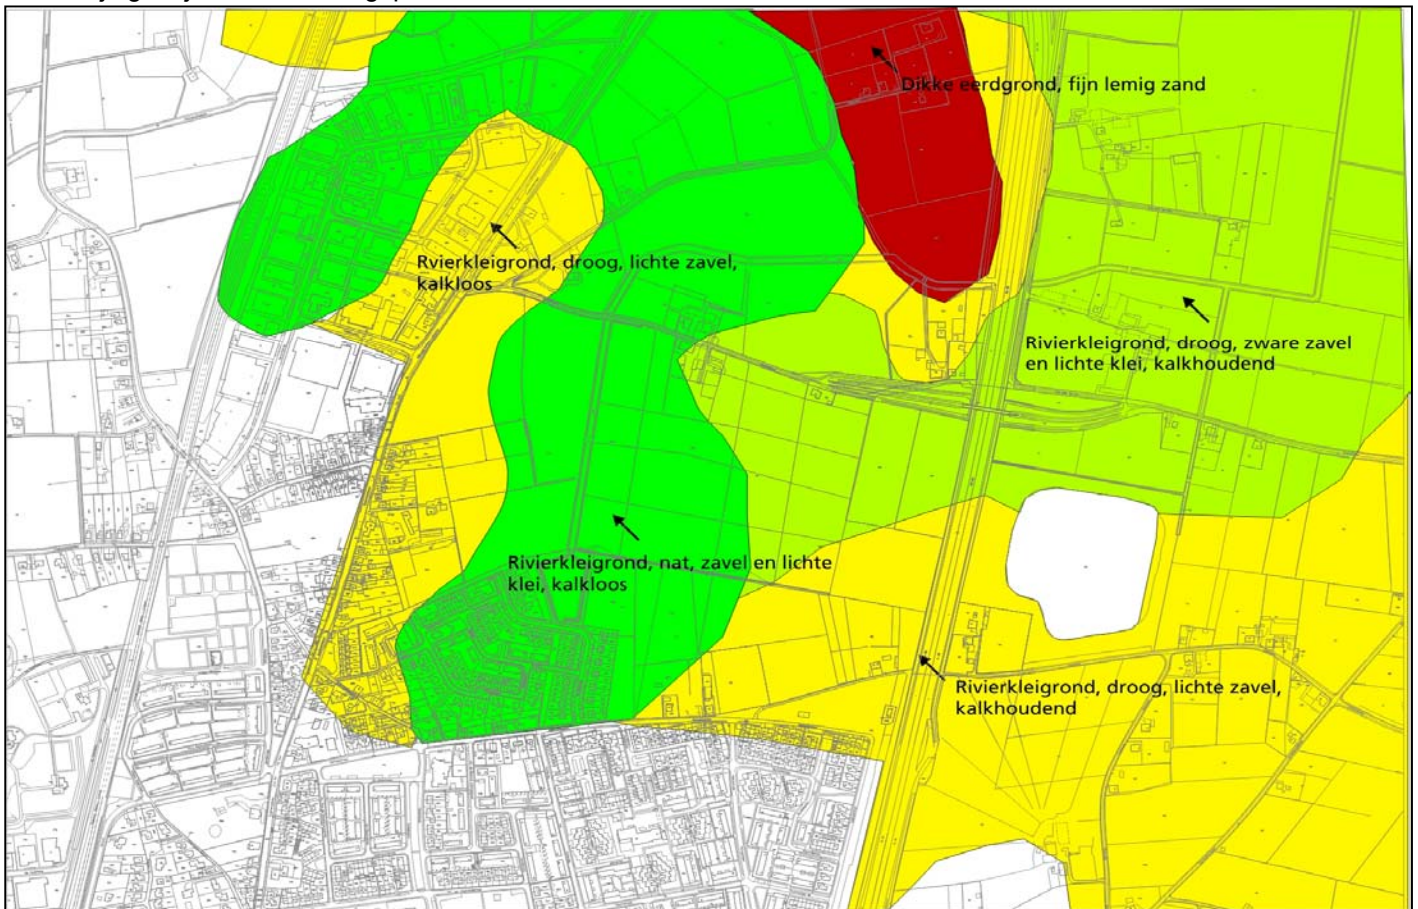 Dikke eerdgrond, fijn lemig zand
Rvierkleigrond, droog, lichte zavel,
kalkloos
Rivierkleigrond, droog, zware zavel
en lichte klei, kalkhoudend
Rivierkleigrond, nat, zavel en lichte
klei, kalkloos
Rivierkleigrond, droog, lichte zavel,
kalkhoudend